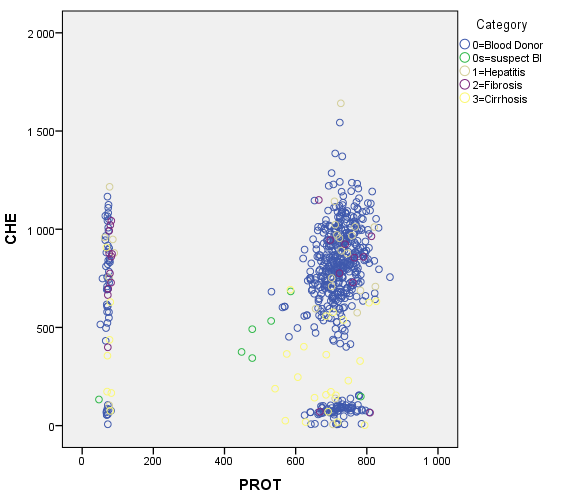 Category
0=Blood Donor
0s=suspect Bl
1=Hepatitis
2=Fibrosis
3=Cirrhosis
2 000
1 500
1 000
500
0
CHE
0 200 400 600 800 1 000
PROT